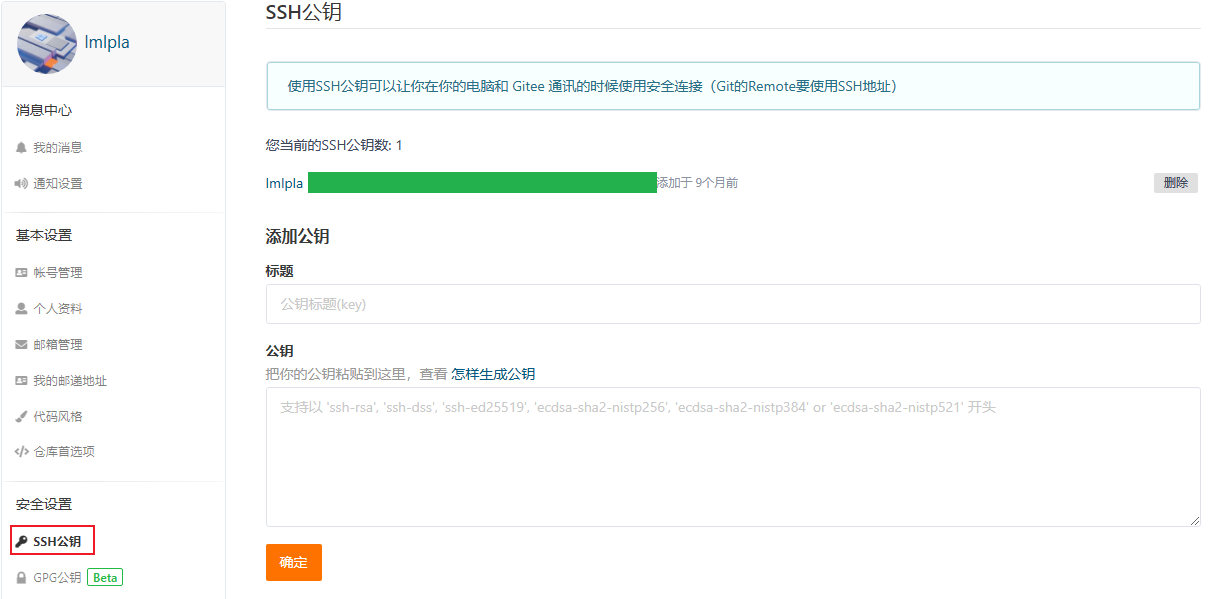 lmlpla
消息中心
我的消息
通知设置
基本设置
帐号管理
个人资料
邮箱管理
我的邮递地址
代码风格
仓库首选项
安全设置
SSH公钥
GPG公钥 Beta
SSH公钥
使用SSH公钥可以让你在你的电脑和 Gitee 通讯的时候使用安全连接（Git的Remote要使用SSH地址）
您当前的SSH公钥数: 1
lmlpla 添加于 9个月前 删除
添加公钥
标题
公钥标题(key)
公钥
把你的公钥粘贴到这里，查看 怎样生成公钥
支持以 'ssh-rsa', 'ssh-dss', 'ssh-ed25519', 'ecdsa-sha2-nistp256', 'ecdsa-sha2-nistp384' or 'ecdsa-sha2-nistp521' 开头
确定